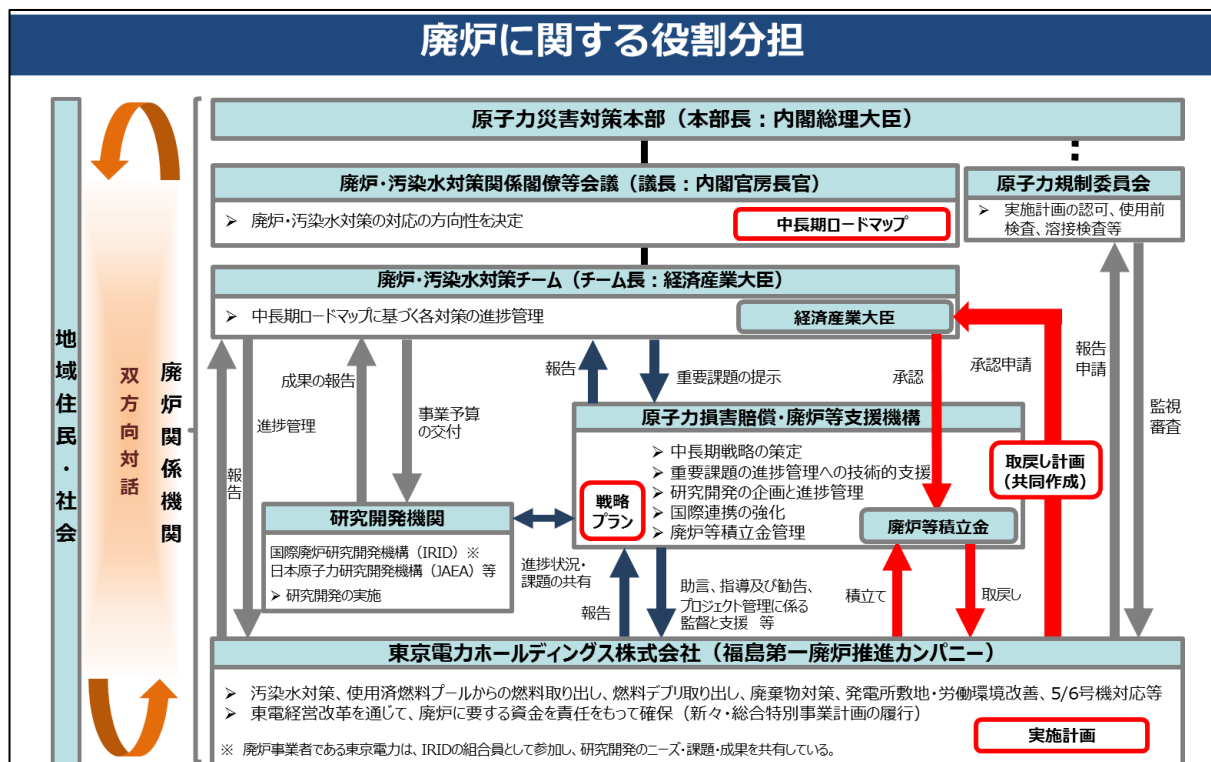 廃炉に関する役割分担
原子力災害対策本部（本部長：内閣総理大臣）
廃炉・汚染水対策関係閣僚等会議（議長：内閣官房長官）
➢ 廃炉・汚染水対策の対応の方向性を決定
中長期ロードマップ
原子力規制委員会
➢ 実施計画の認可、使用前
検査、溶接検査等
廃炉・汚染水対策チーム（チーム長：経済産業大臣）
➢ 中長期ロードマップに基づく各対策の進捗管理
経済産業大臣
地域住民・社会
双方向対話
廃炉関係機関
報告
進捗管理
成果の報告
事業予算
の交付
報告
重要課題の提示
承認
承認申請
報告
申請
監視
審査
原子力損害賠償・廃炉等支援機構
➢ 中長期戦略の策定
➢ 重要課題の進捗管理への技術的支援
➢ 研究開発の企画と進捗管理
➢ 国際連携の強化
➢ 廃炉等積立金管理
戦略
プラン
廃炉等積立金
取戻し計画
（共同作成）
研究開発機関
国際廃炉研究開発機構（IRID）※
日本原子力研究開発機構（JAEA）等
➢ 研究開発の実施
進捗状況・
課題の共有
報告
助言、指導及び勧告、
プロジェクト管理に係る
監督と支援 等
積立て
取戻し
東京電力ホールディングス株式会社（福島第一廃炉推進カンパニー）
➢ 汚染水対策、使用済燃料プールからの燃料取り出し、燃料デブリ取り出し、廃棄物対策、発電所敷地・労働環境改善、5/6号機対応等
➢ 東電経営改革を通じて、廃炉に要する資金を責任をもって確保（新々・総合特別事業計画の履行）
※ 廃炉事業者である東京電力は、IRIDの組合員として参加し、研究開発のニーズ・課題・成果を共有している。
実施計画